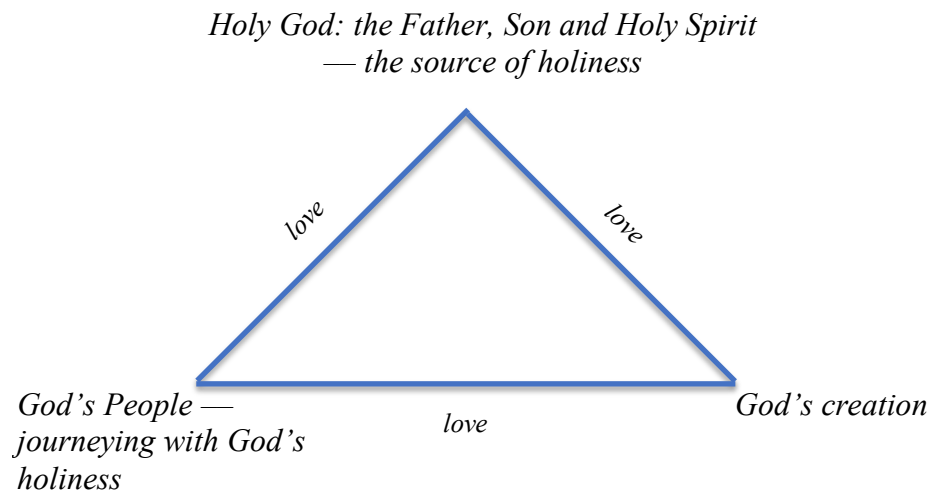 Holy God: the Father, Son and Holy Spirit
— the source of holiness
love
love
God’s People —
journeying with God’s
holiness
love
God’s creation